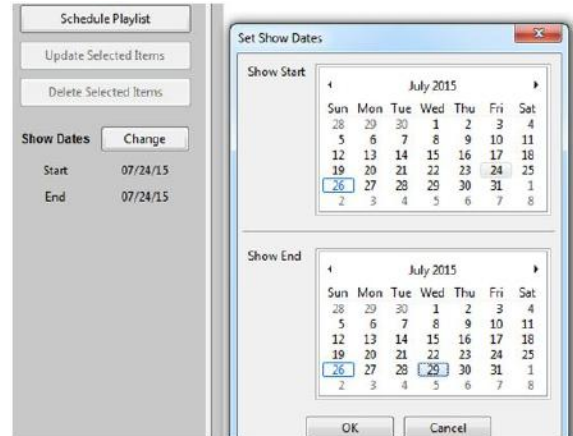 Schedule Playlist
Update Selected Items
Delete Selected Items
Show Dates Change
Start 07/24/15
End 07/24/15
Set Show Dates
Show Start
July 2015
Sun Mon Tue Wed Thu Fri Sat
28 29 30 1 2 3 4
5 6 7 8 9 10 11
12 13 14 15 16 17 18
19 20 21 22 23 24 25
26 27 28 29 30 31 1
2 3 4 5 6 7 8
Show End
July 2015
Sun Mon Tue Wed Thu Fri Sat
28 29 30 1 2 3 4
5 6 7 8 9 10 11
12 13 14 15 16 17 18
19 20 21 22 23 24 25
26 27 28 29 30 31 1
2 3 4 5 6 7 8
OK Cancel